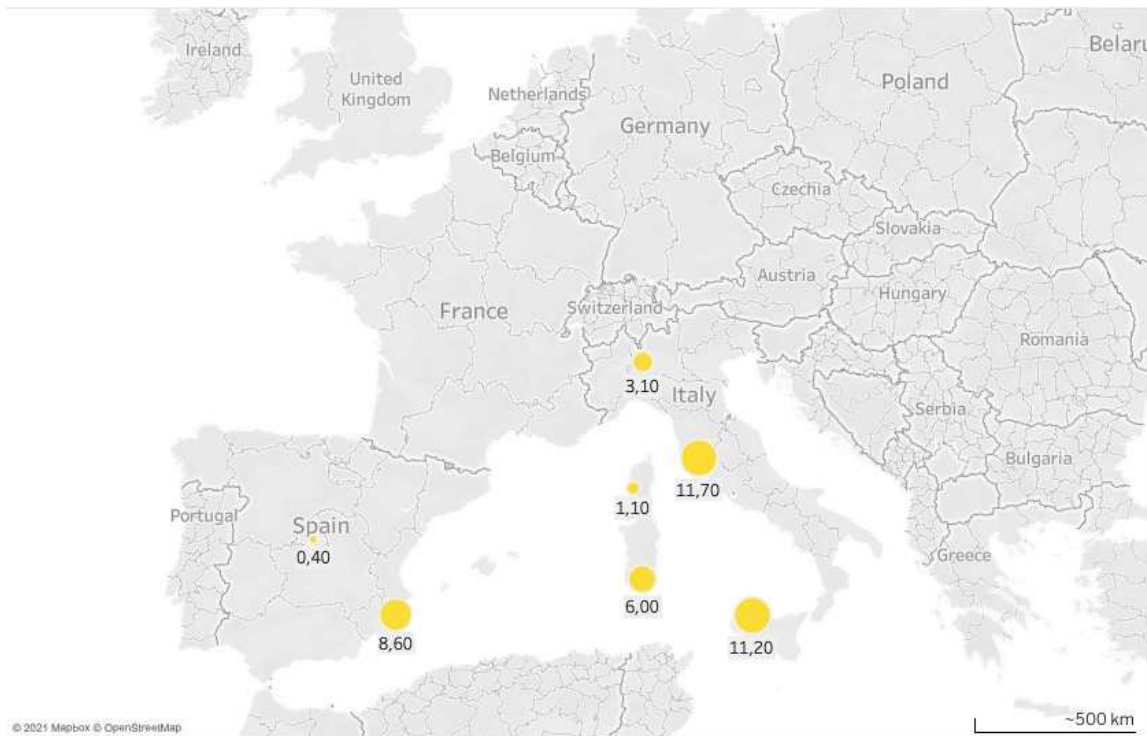 Ireland
United
Kingdom
Netherlands
Belgium
Germany
Poland
Belaru
Czechia
Slovakia
Austria
Hungary
France
Switzerland
Romania
3,10
Italy
Serbia
Bulgaria
11,70
1,10
Portugal
Spain
0,40
Greece
6,00
8,60
11,20
© 2021 Mapbox © OpenStreetMap
~500 km